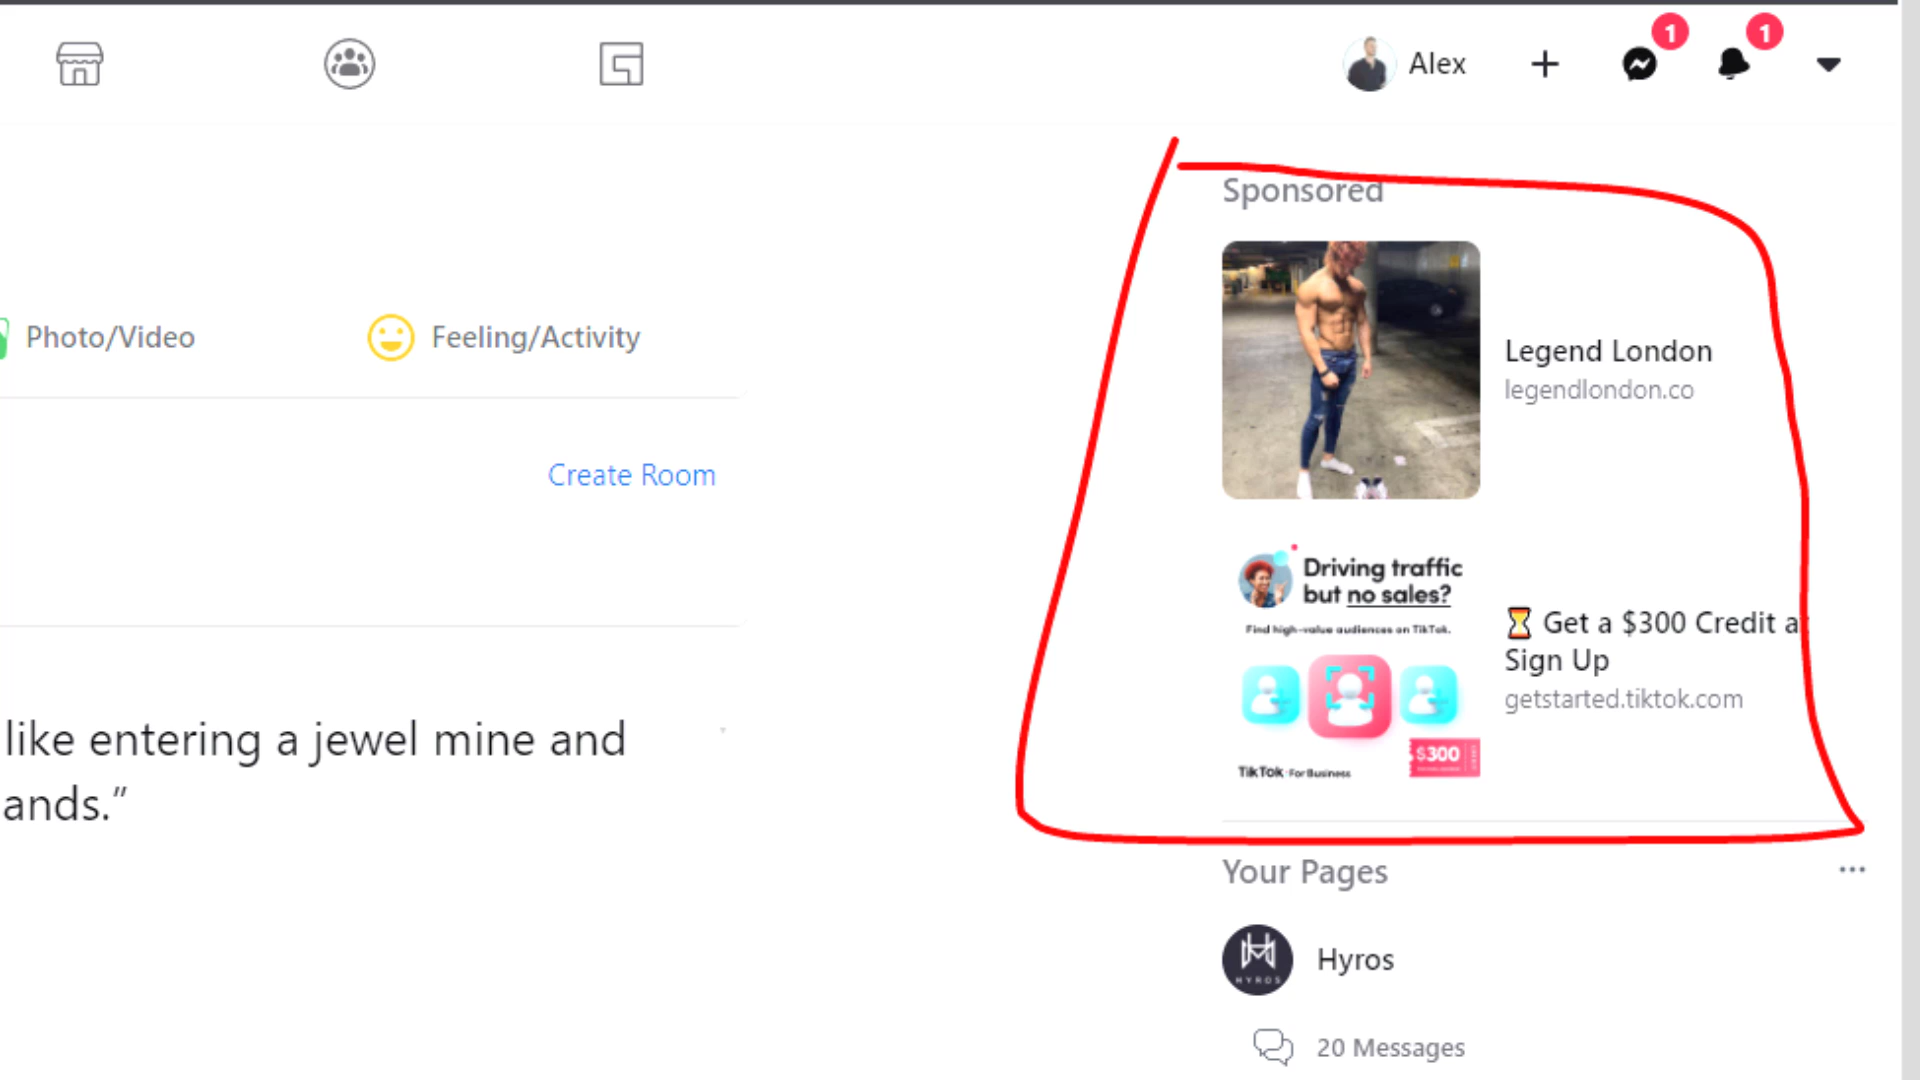 Alex
1
1
Sponsored
Legend London
legendlondon.co
Photo/Video
Feeling/Activity
Create Room
Driving traffic
but no sales?
Find high-value audiences on TikTok.
$300
TikTok For Business
⏳ Get a $300 Credit at
Sign Up
getstarted.tiktok.com
like entering a jewel mine and
ands.”
Your Pages
HYROS
Hyros
20 Messages